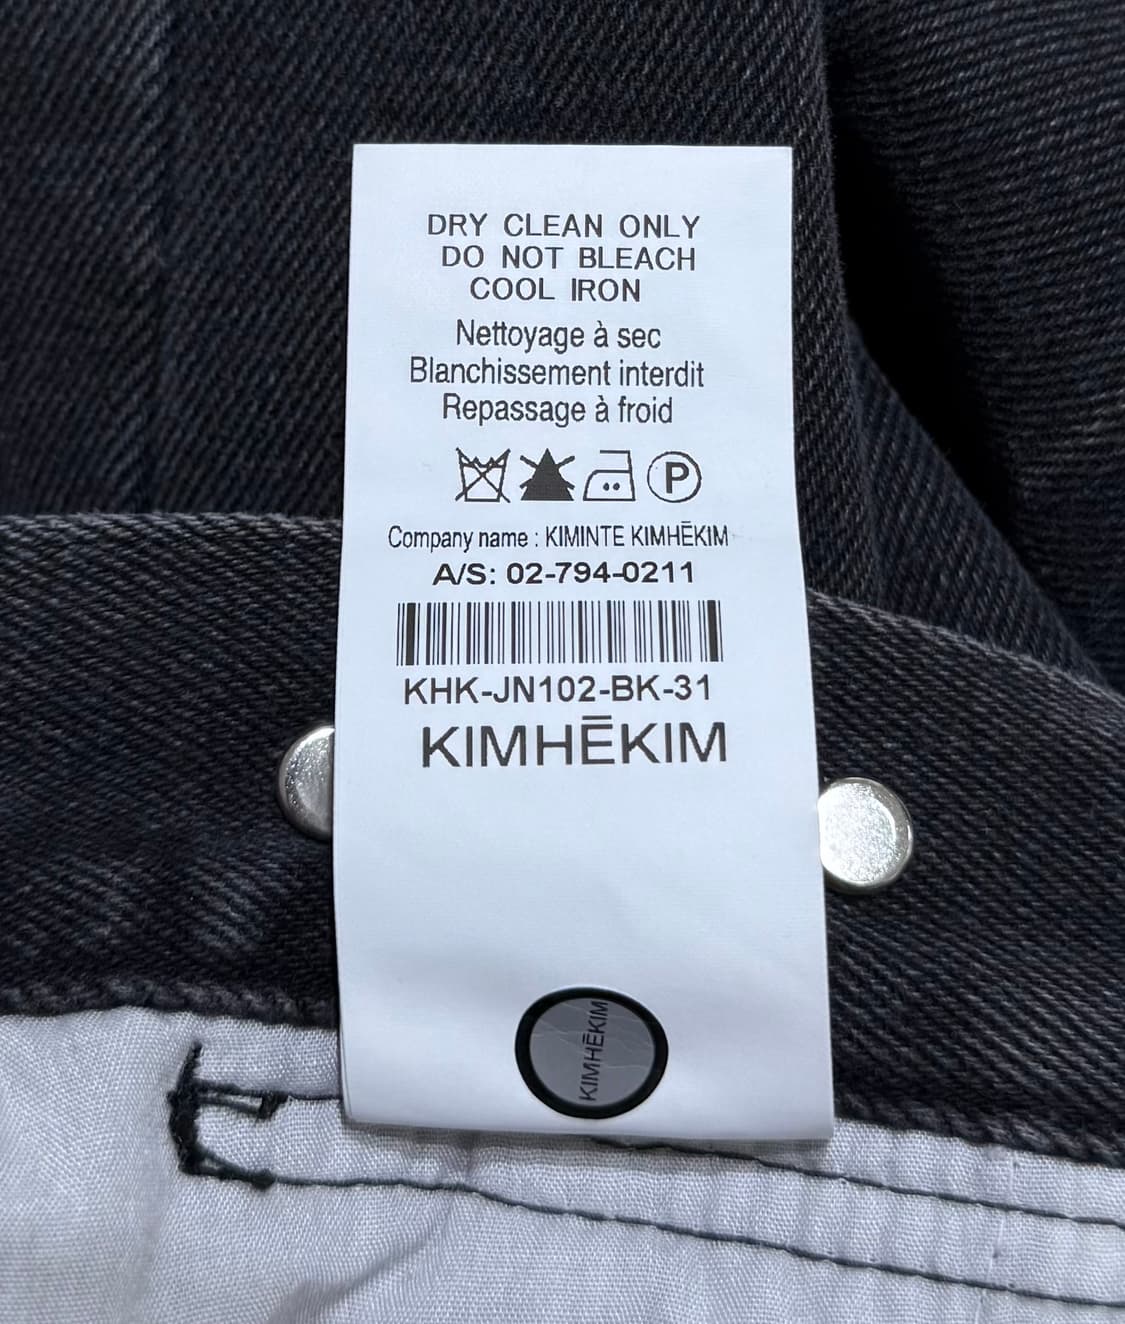 DRY CLEAN ONLY
DO NOT BLEACH
COOL IRON
Nettoyage à sec
Blanchissement interdit
Repassage à froid
P
Company name : KIMINTE KIMHĒKIM
A/S: 02-794-0211
KHK-JN102-BK-31
KIMHĒKIM
KIMHĒKIM